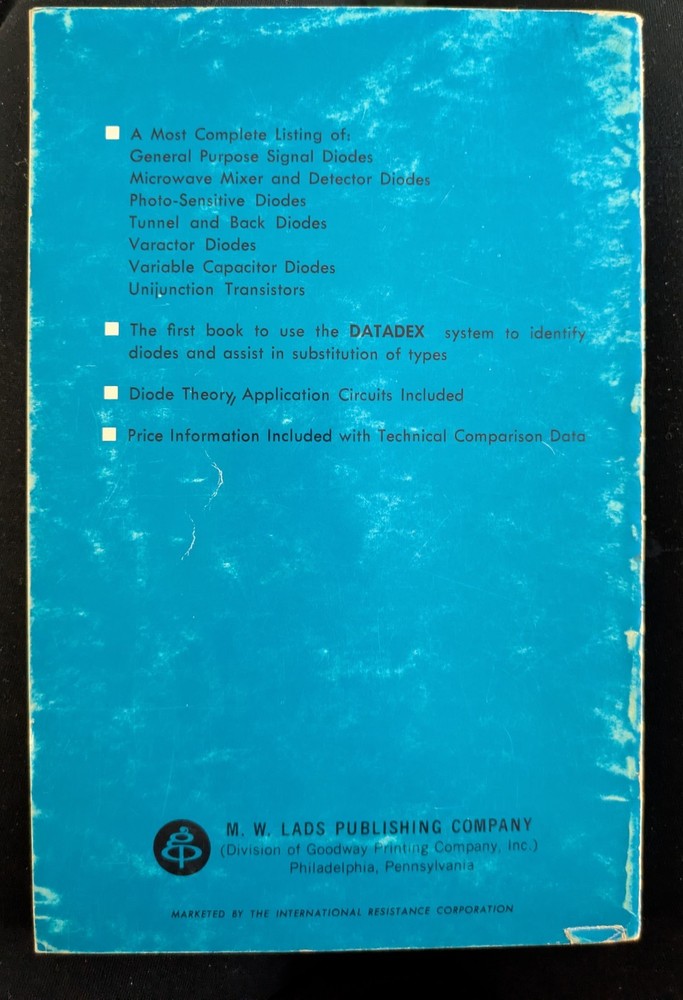 A Most Complete Listing of:
General Purpose Signal Diodes
Microwave Mixer and Detector Diodes
Photo-Sensitive Diodes
Tunnel and Back Diodes
Varactor Diodes
Variable Capacitor Diodes
Unijunction Transistors
The first book to use the DATADEX system to identify
diodes and assist in substitution of types
Diode Theory, Application Circuits Included
Price Information Included with Technical Comparison Data
M. W. LADS PUBLISHING COMPANY
(Division of Goodway Printing Company, Inc.)
Philadelphia, Pennsylvania
MARKETED BY THE INTERNATIONAL RESISTANCE CORPORATION